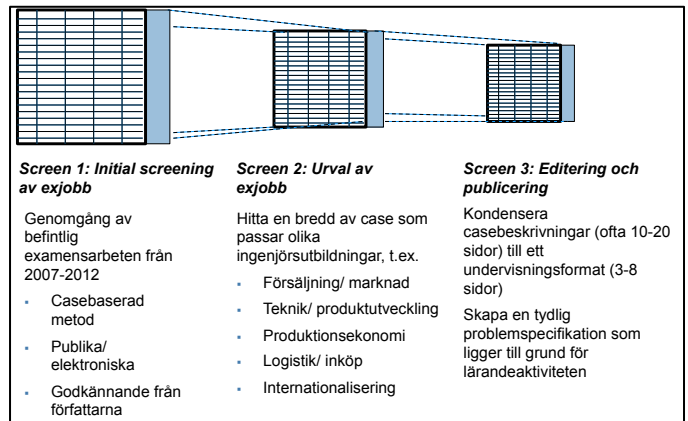 Screen 1: Initial screening
av exjobb
Genomgång av
befintlig
examensarbeten från
2007-2012
▪ Casebaserad
metod
▪ Publika/
elektroniska
▪ Godkännande från
författarna
Screen 2: Urval av
exjobb
Hitta en bredd av case som
passar olika
ingenjörsutbildningar, t.ex.
▪ Försäljning/ marknad
▪ Teknik/ produktutveckling
▪ Produktionsekonomi
▪ Logistik/ inköp
▪ Internationalisering
Screen 3: Editering och
publicering
Kondensera
casebeskrivningar (ofta 10-20
sidor) till ett
undervisningsformat (3-8
sidor)
Skapa en tydlig
problemspecifikation som
ligger till grund för
lärandeaktiviteten